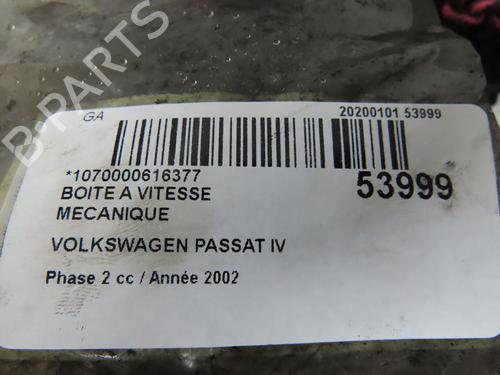 GA
20200101 53999
*1070000616377
53999
BOITE A VITESSE
MECANIQUE
VOLKSWAGEN PASSAT IV
Phase 2 cc / Année 2002
B-PARTS